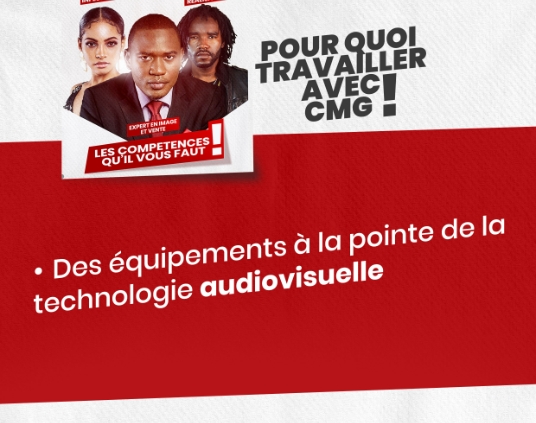 POUR QUOI
TRAVAILLER
AVEC
CMG !
EXPERT EN IMAGE
ET VENTE
LES COMPETENCES
QU'IL VOUS FAUT !
• Des équipements à la pointe de la
technologie audiovisuelle